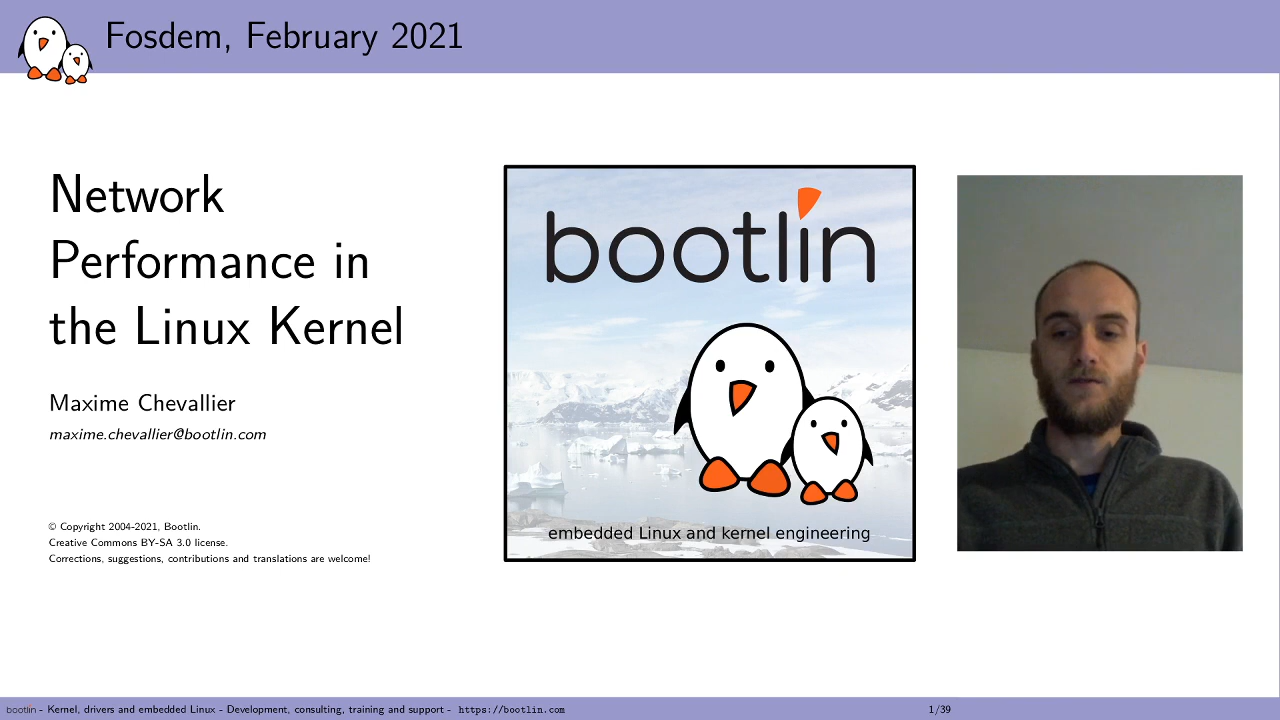 Fosdem, February 2021
Network
Performance in
the Linux Kernel
Maxime Chevallier
maxime.chevallier@bootlin.com
© Copyright 2004-2021, Bootlin.
Creative Commons BY-SA 3.0 license.
Corrections, suggestions, contributions and translations are welcome!
bootlin
embedded Linux and kernel engineering
bootlin - Kernel, drivers and embedded Linux - Development, consulting, training and support - https://bootlin.com
1/39